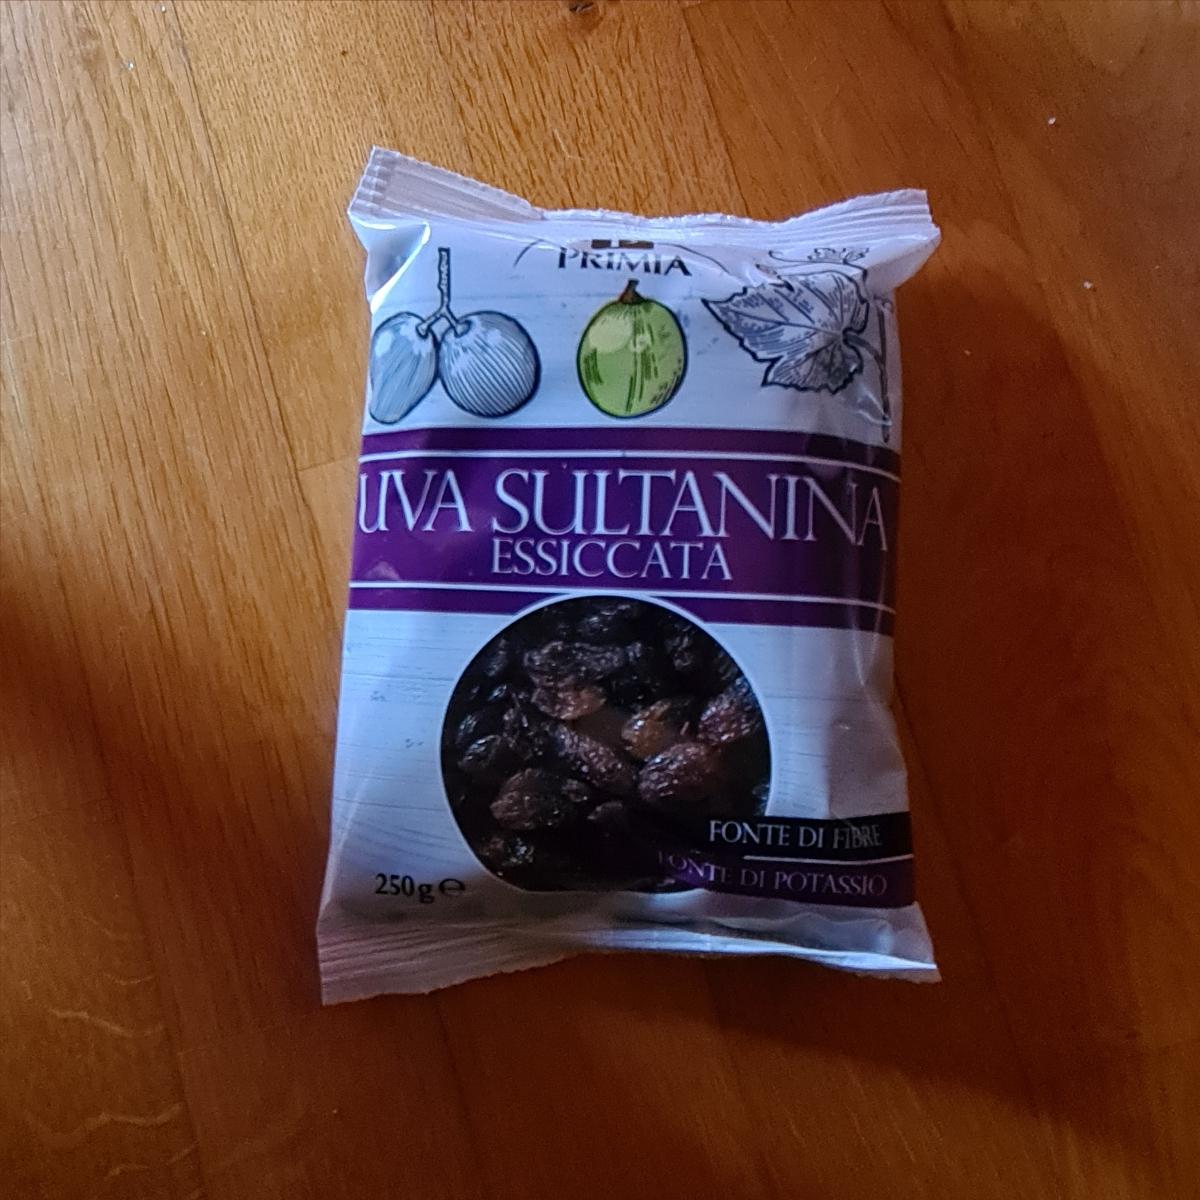 PRIMIA
UVA SULTANINA
ESSICCATA
FONTE DI FIBRE
FONTE DI POTASSIO
250g ℮